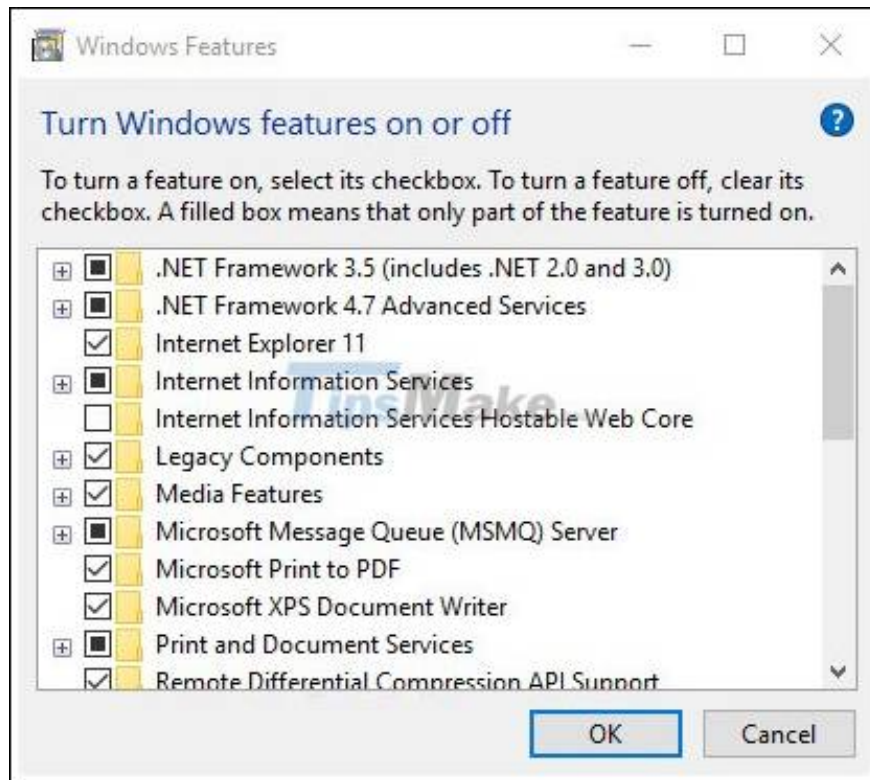 Windows Features
Turn Windows features on or off
?
To turn a feature on, select its checkbox. To turn a feature off, clear its
checkbox. A filled box means that only part of the feature is turned on.
.NET Framework 3.5 (includes .NET 2.0 and 3.0)
.NET Framework 4.7 Advanced Services
Internet Explorer 11
Internet Information Services
TipsMake
Internet Information Services Hostable Web Core
Legacy Components
Media Features
Microsoft Message Queue (MSMQ) Server
Microsoft Print to PDF
Microsoft XPS Document Writer
Print and Document Services
Remote Differential Compression API Support
OK
Cancel